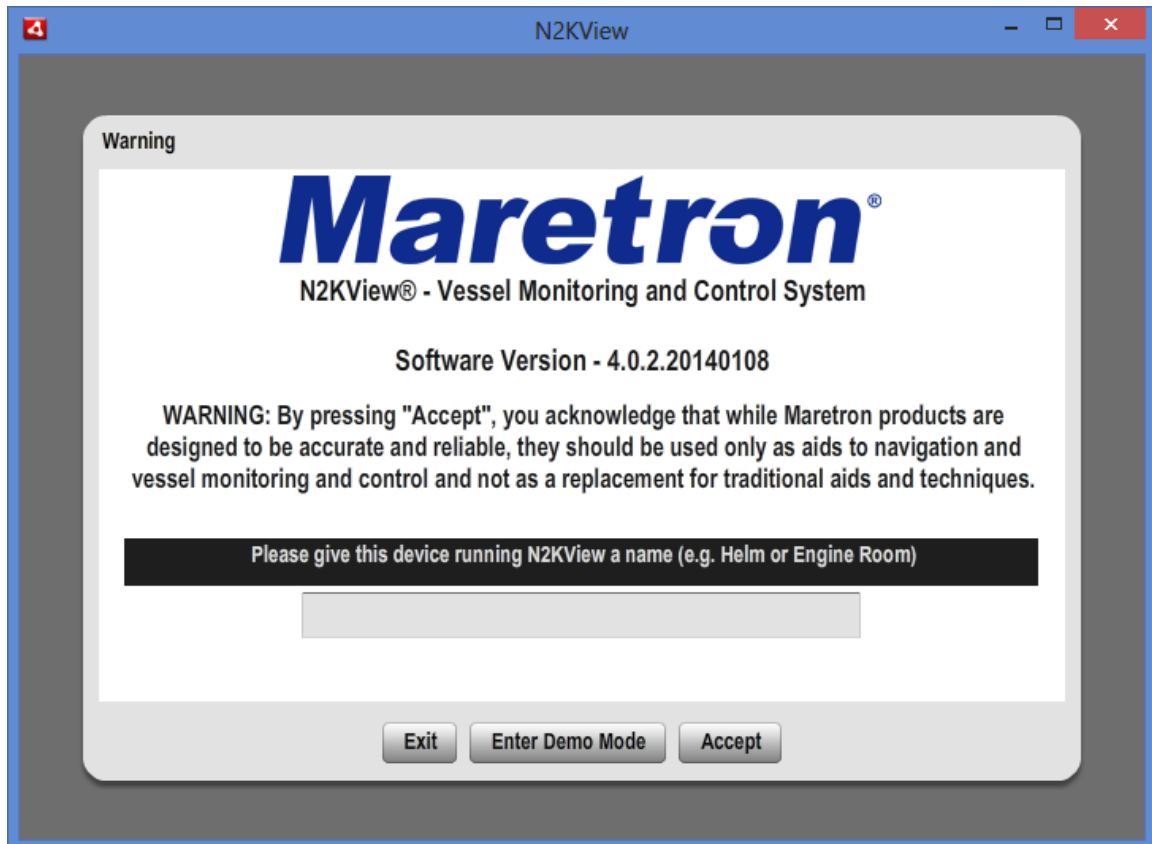 N2KView
Warning
Maretron®
N2KView® - Vessel Monitoring and Control System
Software Version - 4.0.2.20140108
WARNING: By pressing "Accept", you acknowledge that while Maretron products are
designed to be accurate and reliable, they should be used only as aids to navigation and
vessel monitoring and control and not as a replacement for traditional aids and techniques.
Please give this device running N2KView a name (e.g. Helm or Engine Room)
Exit
Enter Demo Mode
Accept